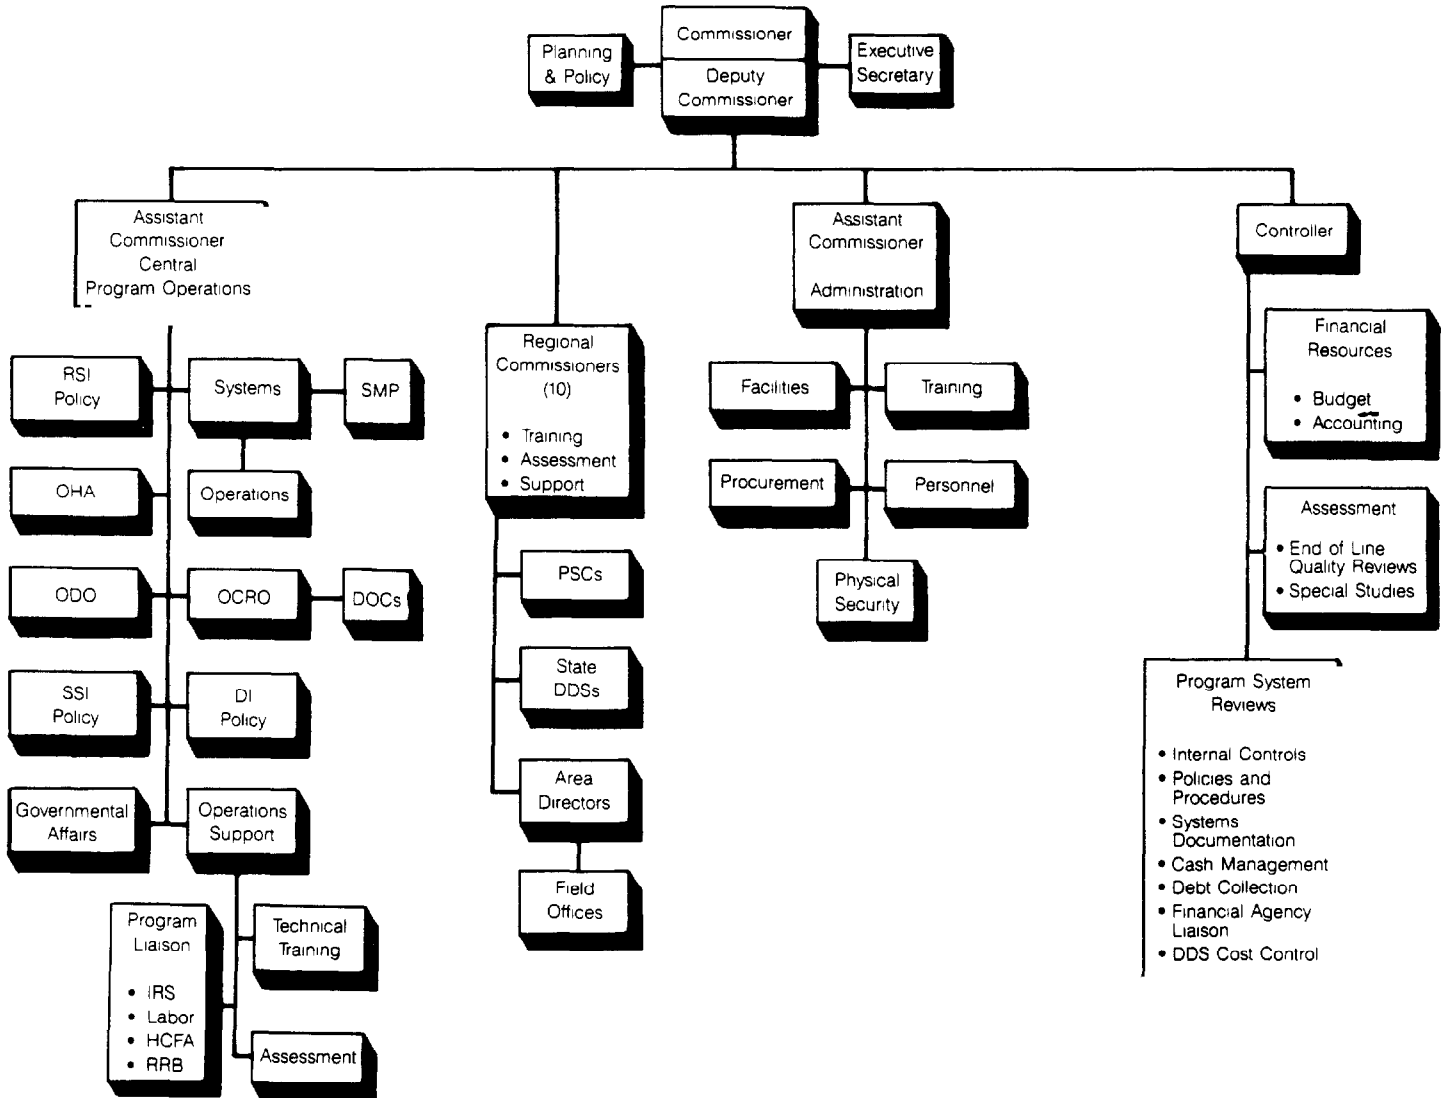 Commissioner
Deputy
Commissioner
Planning
& Policy
Executive
Secretary
Assistant
Commissioner
Central
Program Operations
RSI
Policy
Systems
SMP
OHA
Operations
ODO
OCRO
DOCs
SSI
Policy
DI
Policy
Governmental
Affairs
Operations
Support
Program
Liaison
• IRS
• Labor
• HCFA
• RRB
Technical
Training
Assessment
Regional
Commissioners
(10)
• Training
• Assessment
• Support
PSCs
State
DDSs
Area
Directors
Field
Offices
Assistant
Commissioner
Administration
Facilities
Training
Procurement
Personnel
Physical
Security
Controller
Financial
Resources
• Budget
• Accounting
Assessment
• End of Line
Quality Reviews
• Special Studies
Program System
Reviews
• Internal Controls
• Policies and
Procedures
• Systems
Documentation
• Cash Management
• Debt Collection
• Financial Agency
Liaison
• DDS Cost Control